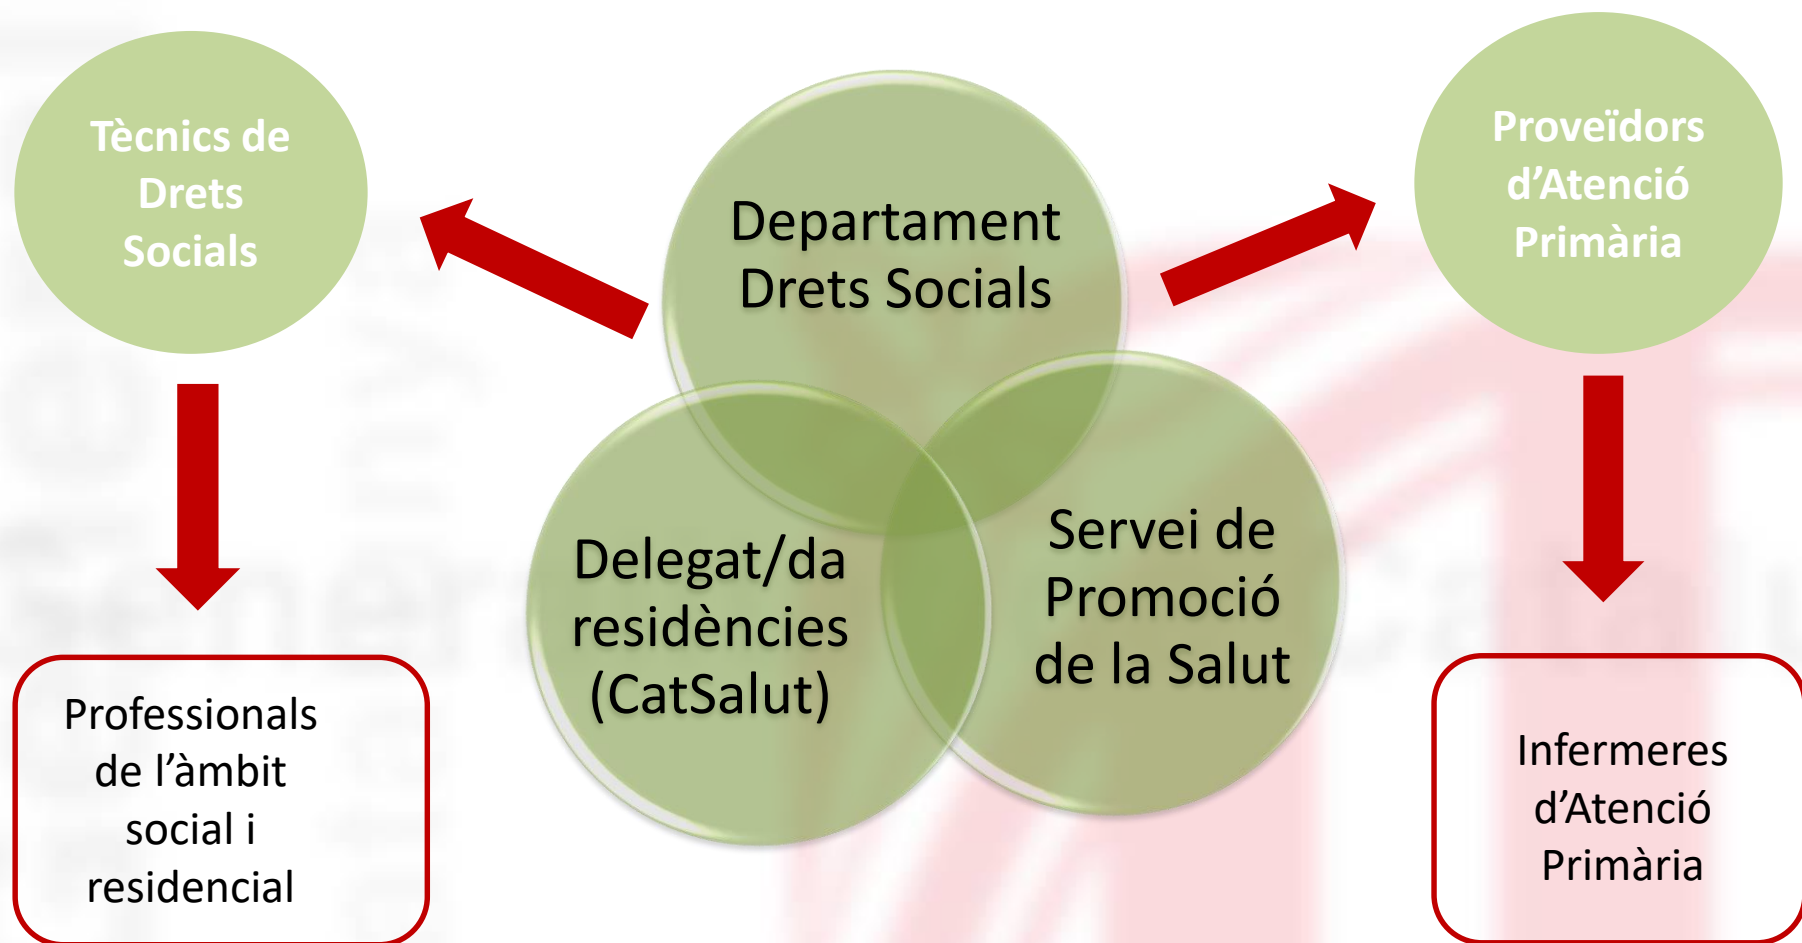 Tècnics de
Drets
Socials
Departament
Drets Socials
Proveïdors
d’Atenció
Primària
Delegat/da
residències
(CatSalut)
Servei de
Promoció
de la Salut
Professionals
de l’àmbit
social i
residencial
Infermeres
d’Atenció
Primària